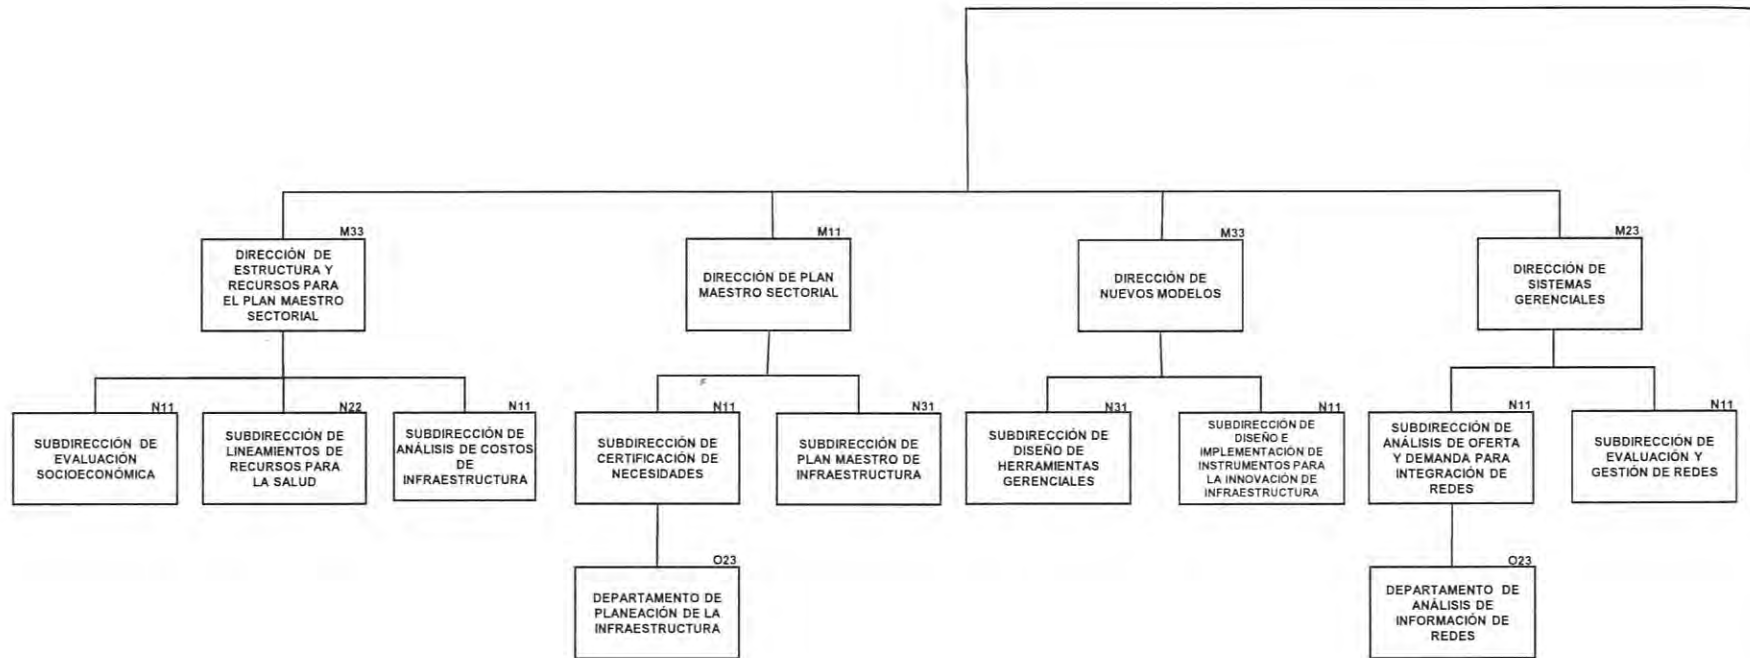 M33
DIRECCIÓN DE
ESTRUCTURA Y
RECURSOS PARA
EL PLAN MAESTRO
SECTORIAL
M11
DIRECCIÓN DE PLAN
MAESTRO SECTORIAL
M33
DIRECCIÓN DE
NUEVOS MODELOS
M23
DIRECCIÓN DE
SISTEMAS
GERENCIALES
N11
SUBDIRECCIÓN DE
EVALUACIÓN
SOCIOECONÓMICA
N22
SUBDIRECCIÓN DE
LINEAMIENTOS DE
RECURSOS PARA
LA SALUD
N11
SUBDIRECCIÓN DE
ANÁLISIS DE COSTOS
DE
INFRAESTRUCTURA
N11
SUBDIRECCIÓN DE
CERTIFICACIÓN DE
NECESIDADES
N31
SUBDIRECCIÓN DE
PLAN MAESTRO DE
INFRAESTRUCTURA
N31
SUBDIRECCIÓN DE
DISEÑO DE
HERRAMIENTAS
GERENCIALES
N11
SUBDIRECCIÓN DE
DISEÑO E
IMPLEMENTACIÓN DE
INSTRUMENTOS PARA
LA INNOVACIÓN DE
INFRAESTRUCTURA
N11
SUBDIRECCIÓN DE
ANÁLISIS DE OFERTA
Y DEMANDA PARA
INTEGRACIÓN DE
REDES
N11
SUBDIRECCIÓN DE
EVALUACIÓN Y
GESTIÓN DE REDES
O23
DEPARTAMENTO DE
PLANEACIÓN DE LA
INFRAESTRUCTURA
O23
DEPARTAMENTO DE
ANÁLISIS DE
INFORMACIÓN DE
REDES